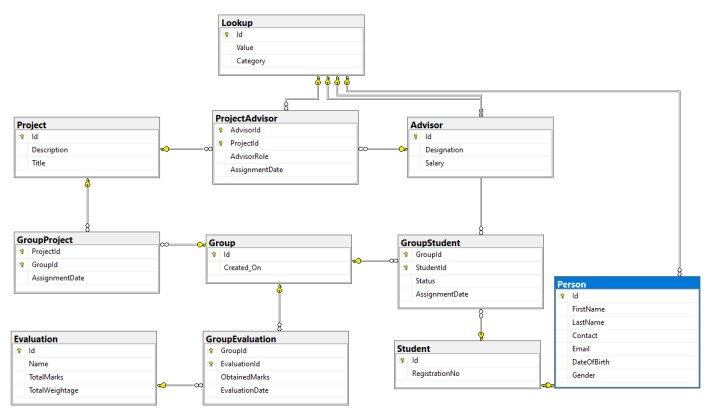 Lookup
Id
Value
Category
Project
Id
Description
Title
ProjectAdvisor
AdvisorId
ProjectId
AdvisorRole
AssignmentDate
Advisor
Id
Designation
Salary
GroupProject
ProjectId
GroupId
AssignmentDate
Group
Id
Created_On
GroupStudent
GroupId
StudentId
Status
AssignmentDate
Person
Id
FirstName
LastName
Contact
Email
DateOfBirth
Gender
Evaluation
Id
Name
TotalMarks
TotalWeightage
GroupEvaluation
GroupId
EvaluationId
ObtainedMarks
EvaluationDate
Student
Id
RegistrationNo